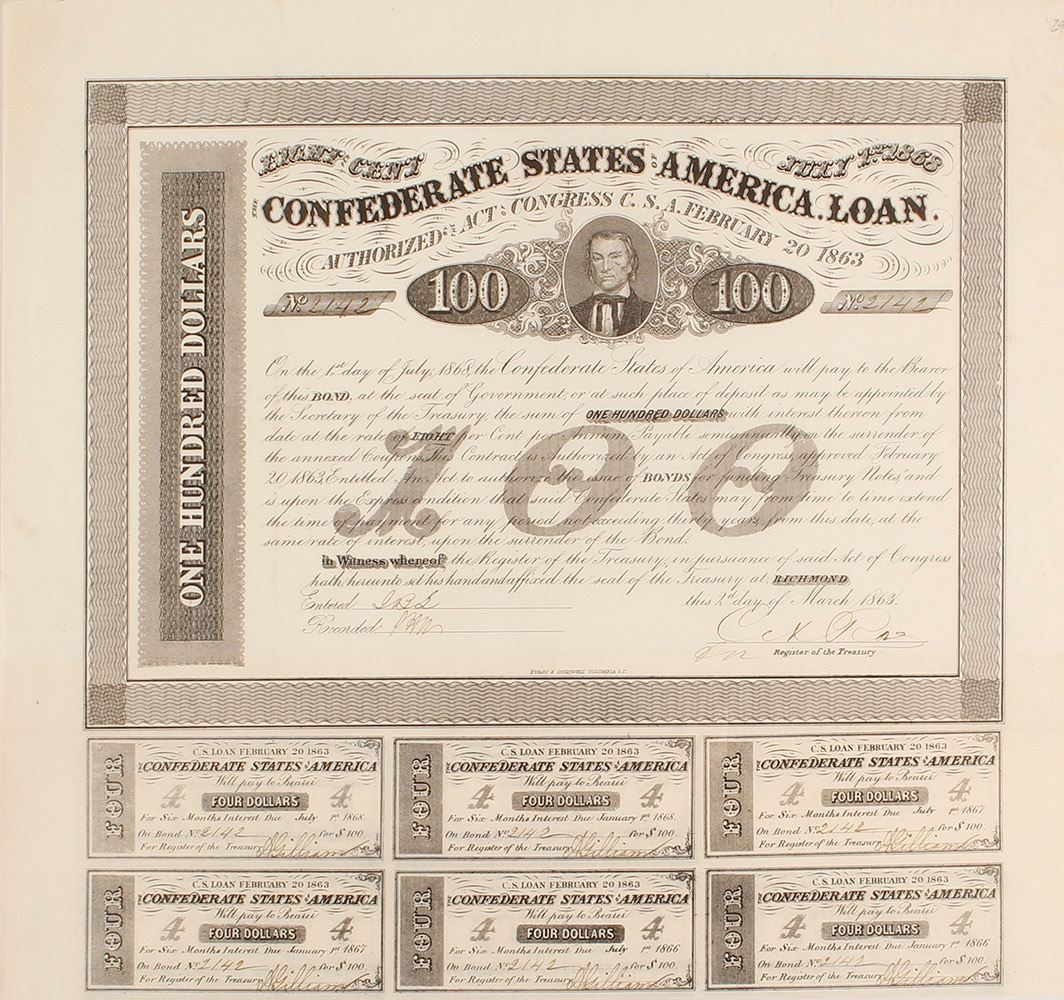 ONE HUNDRED DOLLARS
EIGHT PR CENT
JULY 1ST 1868
THE CONFEDERATE STATES OF AMERICA. LOAN.
AUTHORIZED BY THE ACT OF CONGRESS C. S. A. FEBRUARY 20 1863
100 100
No. 2142 No. 2142
On the 1st day of July, 1868, the Confederate States of America will pay to the Bearer
of this BOND, at the seat of Government, or at such place of deposit as may be appointed by
the Secretary of the Treasury, the sum of ONE HUNDRED DOLLARS with interest thereon from
date at the rate of EIGHT per Cent per Annum Payable semiannually on the surrender of
the annexed Coupons. This Contract is Authorized by an Act of Congress approved February
20 1863, Entitled An Act to authorize the issue of BONDS for funding Treasury Notes and
is upon the Express condition that said Confederate States may from time to time extend
the time of payment for any period not exceeding thirty years from this date, at the
same rate of interest, upon the surrender of the Bond.
100
In Witness whereof the Register of the Treasury, in pursuance of said Act of Congress
hath hereunto set his hand and affixed the seal of the Treasury at RICHMOND
Entered this 2d day of March 1863.
Recorded
Register of the Treasury
EVANS & COGSWELL COLUMBIA S.C.
FOUR
C. S. LOAN FEBRUARY 20 1863
THE CONFEDERATE STATES OF AMERICA
Will pay to Bearer
4 FOUR DOLLARS 4
For Six Months Interest Due July 1st 1868.
On Bond No. 2142 for $100.
For Register of the Treasury
FOUR
C. S. LOAN FEBRUARY 20 1863
THE CONFEDERATE STATES OF AMERICA
Will pay to Bearer
4 FOUR DOLLARS 4
For Six Months Interest Due January 1st 1868.
On Bond No. 2142 for $100.
For Register of the Treasury
FOUR
C. S. LOAN FEBRUARY 20 1863
THE CONFEDERATE STATES OF AMERICA
Will pay to Bearer
4 FOUR DOLLARS 4
For Six Months Interest Due July 1st 1867
On Bond No. 2142 for $100.
For Register of the Treasury
FOUR
C. S. LOAN FEBRUARY 20 1863
THE CONFEDERATE STATES OF AMERICA
Will pay to Bearer
4 FOUR DOLLARS 4
For Six Months Interest Due January 1st 1867
On Bond No. 2142 for $100.
For Register of the Treasury
FOUR
C. S. LOAN FEBRUARY 20 1863
THE CONFEDERATE STATES OF AMERICA
Will pay to Bearer
4 FOUR DOLLARS 4
For Six Months Interest Due July 1st 1866
On Bond No. 2142 for $100.
For Register of the Treasury
FOUR
C. S. LOAN FEBRUARY 20 1863
THE CONFEDERATE STATES OF AMERICA
Will pay to Bearer
4 FOUR DOLLARS 4
For Six Months Interest Due January 1st 1866
On Bond No. 2142 for $100.
For Register of the Treasury